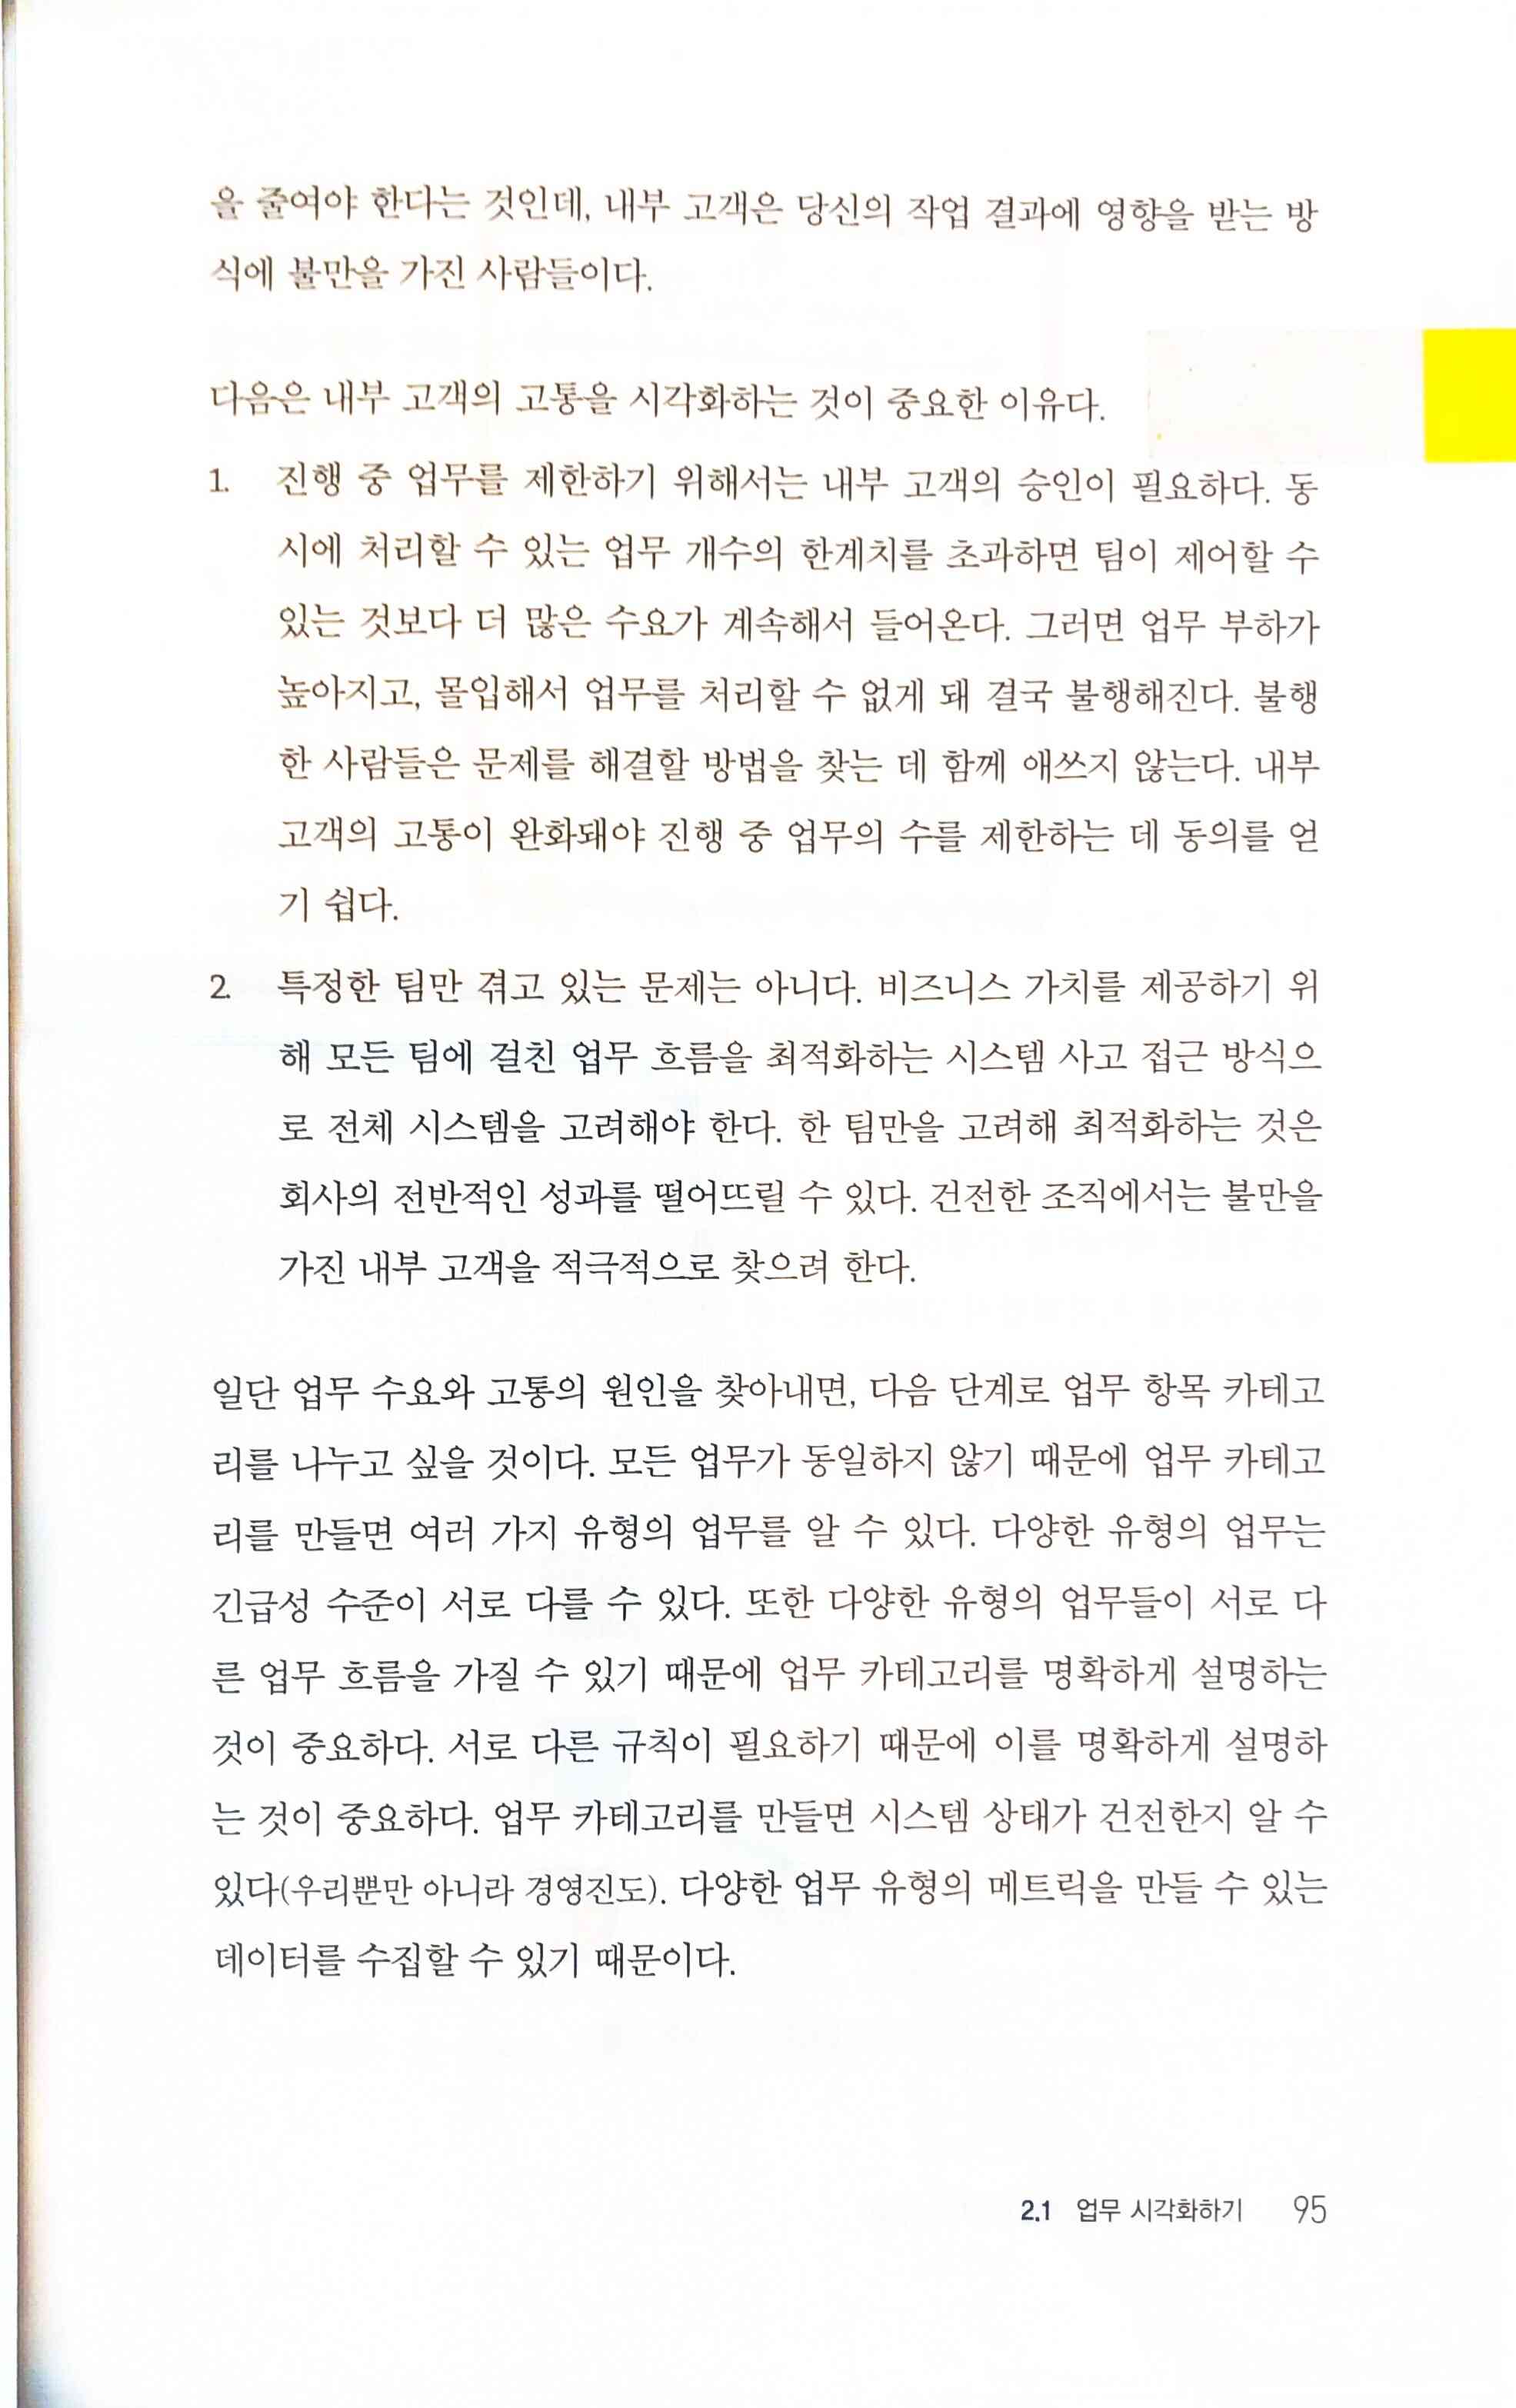 을 줄여야 한다는 것인데, 내부 고객은 당신의 작업 결과에 영향을 받는 방
식에 불만을 가진 사람들이다.
다음은 내부 고객의 고통을 시각화하는 것이 중요한 이유다.
1. 진행 중 업무를 제한하기 위해서는 내부 고객의 승인이 필요하다. 동
시에 처리할 수 있는 업무 개수의 한계치를 초과하면 팀이 제어할 수
있는 것보다 더 많은 수요가 계속해서 들어온다. 그러면 업무 부하가
높아지고, 몰입해서 업무를 처리할 수 없게 돼 결국 불행해진다. 불행
한 사람들은 문제를 해결할 방법을 찾는 데 함께 애쓰지 않는다. 내부
고객의 고통이 완화돼야 진행 중 업무의 수를 제한하는 데 동의를 얻
기 쉽다.
2. 특정한 팀만 겪고 있는 문제는 아니다. 비즈니스 가치를 제공하기 위
해 모든 팀에 걸친 업무 흐름을 최적화하는 시스템 사고 접근 방식으
로 전체 시스템을 고려해야 한다. 한 팀만을 고려해 최적화하는 것은
회사의 전반적인 성과를 떨어뜨릴 수 있다. 건전한 조직에서는 불만을
가진 내부 고객을 적극적으로 찾으려 한다.
일단 업무 수요와 고통의 원인을 찾아내면, 다음 단계로 업무 항목 카테고
리를 나누고 싶을 것이다. 모든 업무가 동일하지 않기 때문에 업무 카테고
리를 만들면 여러 가지 유형의 업무를 알 수 있다. 다양한 유형의 업무는
긴급성 수준이 서로 다를 수 있다. 또한 다양한 유형의 업무들이 서로 다
른 업무 흐름을 가질 수 있기 때문에 업무 카테고리를 명확하게 설명하는
것이 중요하다. 서로 다른 규칙이 필요하기 때문에 이를 명확하게 설명하
는 것이 중요하다. 업무 카테고리를 만들면 시스템 상태가 건전한지 알 수
있다(우리뿐만 아니라 경영진도). 다양한 업무 유형의 메트릭을 만들 수 있는
데이터를 수집할 수 있기 때문이다.
2.1 업무 시각화하기 95